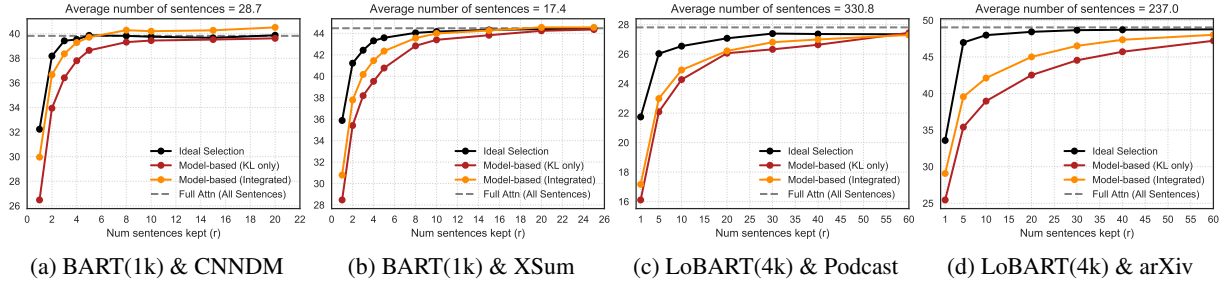 Average number of sentences = 28.7
40
38
36
34
32
30
28
26
0 2 4 6 8 10 12 14 16 18 20 22
Num sentences kept (r)
Ideal Selection
Model-based (KL only)
Model-based (Integrated)
Full Attn (All Sentences)
(a) BART(1k) & CNNDM
Average number of sentences = 17.4
44
42
40
38
36
34
32
30
28
0 2 4 6 8 10 12 14 16 18 20 22 24 26
Num sentences kept (r)
Ideal Selection
Model-based (KL only)
Model-based (Integrated)
Full Attn (All Sentences)
(b) BART(1k) & XSum
Average number of sentences = 330.8
28
26
24
22
20
18
16
1 5 10 20 30 40 50 60
Num sentences kept (r)
Ideal Selection
Model-based (KL only)
Model-based (Integrated)
Full Attn (All Sentences)
(c) LoBART(4k) & Podcast
Average number of sentences = 237.0
50
45
40
35
30
25
1 5 10 20 30 40 50 60
Num sentences kept (r)
Ideal Selection
Model-based (KL only)
Model-based (Integrated)
Full Attn (All Sentences)
(d) LoBART(4k) & arXiv